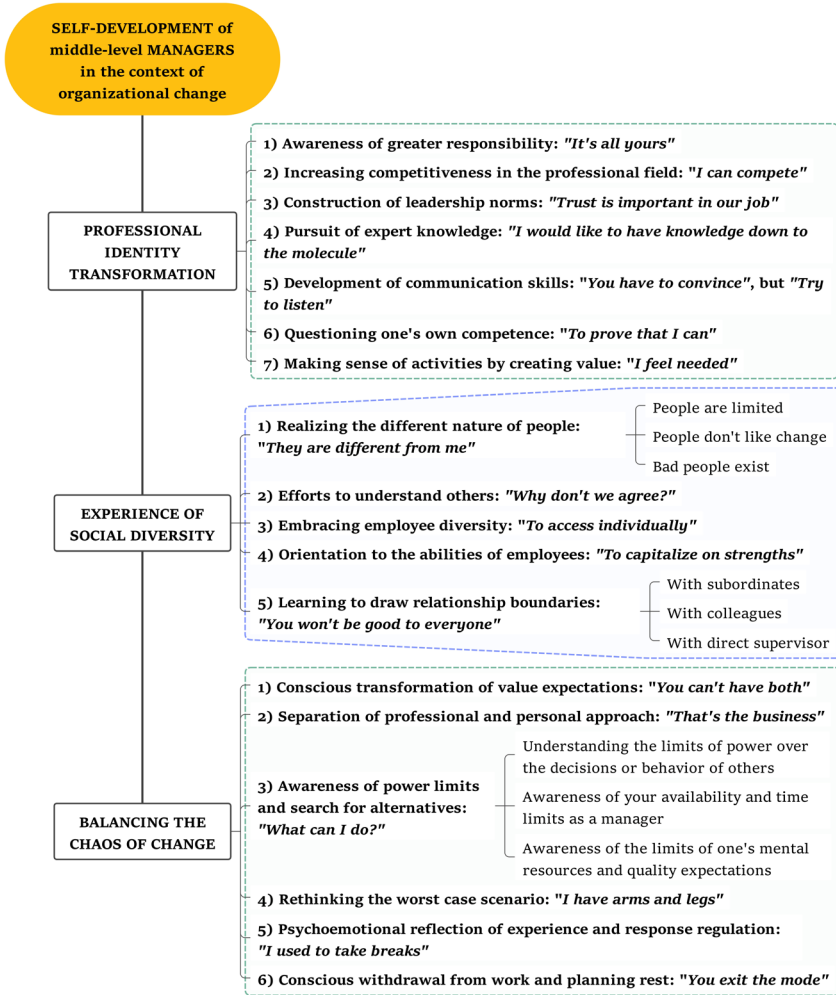 SELF-DEVELOPMENT of
middle-level MANAGERS
in the context of
organizational change
PROFESSIONAL
IDENTITY
TRANSFORMATION
1) Awareness of greater responsibility: "It's all yours"
2) Increasing competitiveness in the professional field: "I can compete"
3) Construction of leadership norms: "Trust is important in our job"
4) Pursuit of expert knowledge: "I would like to have knowledge down to
the molecule"
5) Development of communication skills: "You have to convince", but "Try
to listen"
6) Questioning one's own competence: "To prove that I can"
7) Making sense of activities by creating value: "I feel needed"
EXPERIENCE OF
SOCIAL DIVERSITY
1) Realizing the different nature of people:
"They are different from me"
People are limited
People don't like change
Bad people exist
2) Efforts to understand others: "Why don't we agree?"
3) Embracing employee diversity: "To access individually"
4) Orientation to the abilities of employees: "To capitalize on strengths"
5) Learning to draw relationship boundaries:
"You won't be good to everyone"
With subordinates
With colleagues
With direct supervisor
BALANCING THE
CHAOS OF CHANGE
1) Conscious transformation of value expectations: "You can't have both"
2) Separation of professional and personal approach: "That's the business"
3) Awareness of power limits
and search for alternatives:
"What can I do?"
Understanding the limits of power over
the decisions or behavior of others
Awareness of your availability and time
limits as a manager
Awareness of the limits of one's mental
resources and quality expectations
4) Rethinking the worst case scenario: "I have arms and legs"
5) Psychoemotional reflection of experience and response regulation:
"I used to take breaks"
6) Conscious withdrawal from work and planning rest: "You exit the mode"